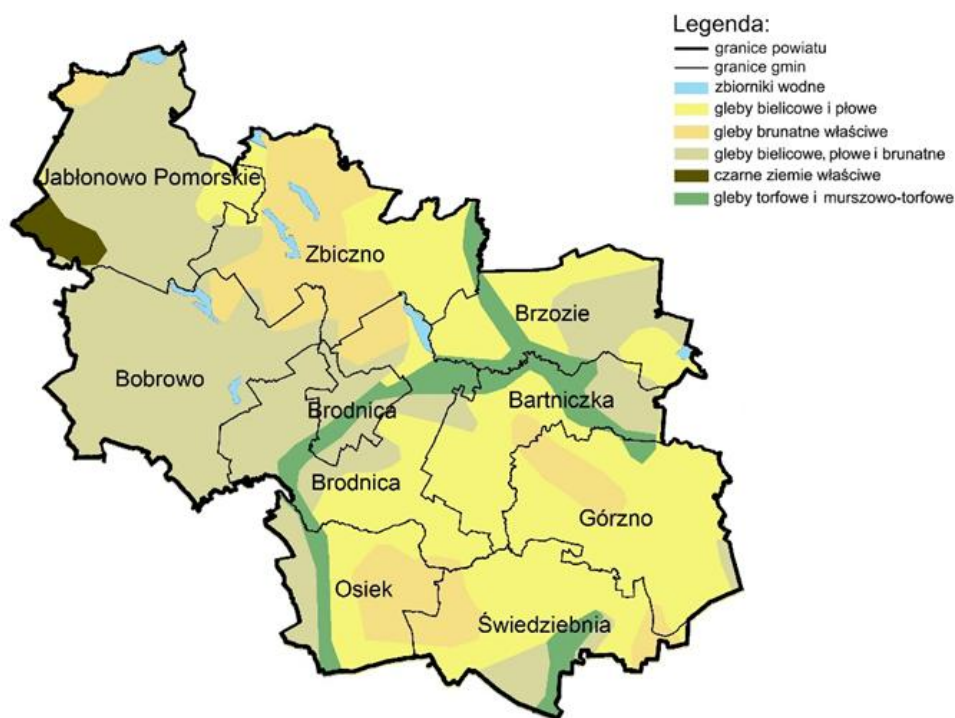 Legenda:
granice powiatu
granice gmin
zbiorniki wodne
gleby bielicowe i płowe
gleby brunatne właściwe
gleby bielicowe, płowe i brunatne
czarne ziemie właściwe
gleby torfowe i murszowo-torfowe
Jabłonowo Pomorskie
Zbiczno
Brzozie
Bobrowo
Brodnica
Bartniczka
Brodnica
Górzno
Osiek
Świedziebnia